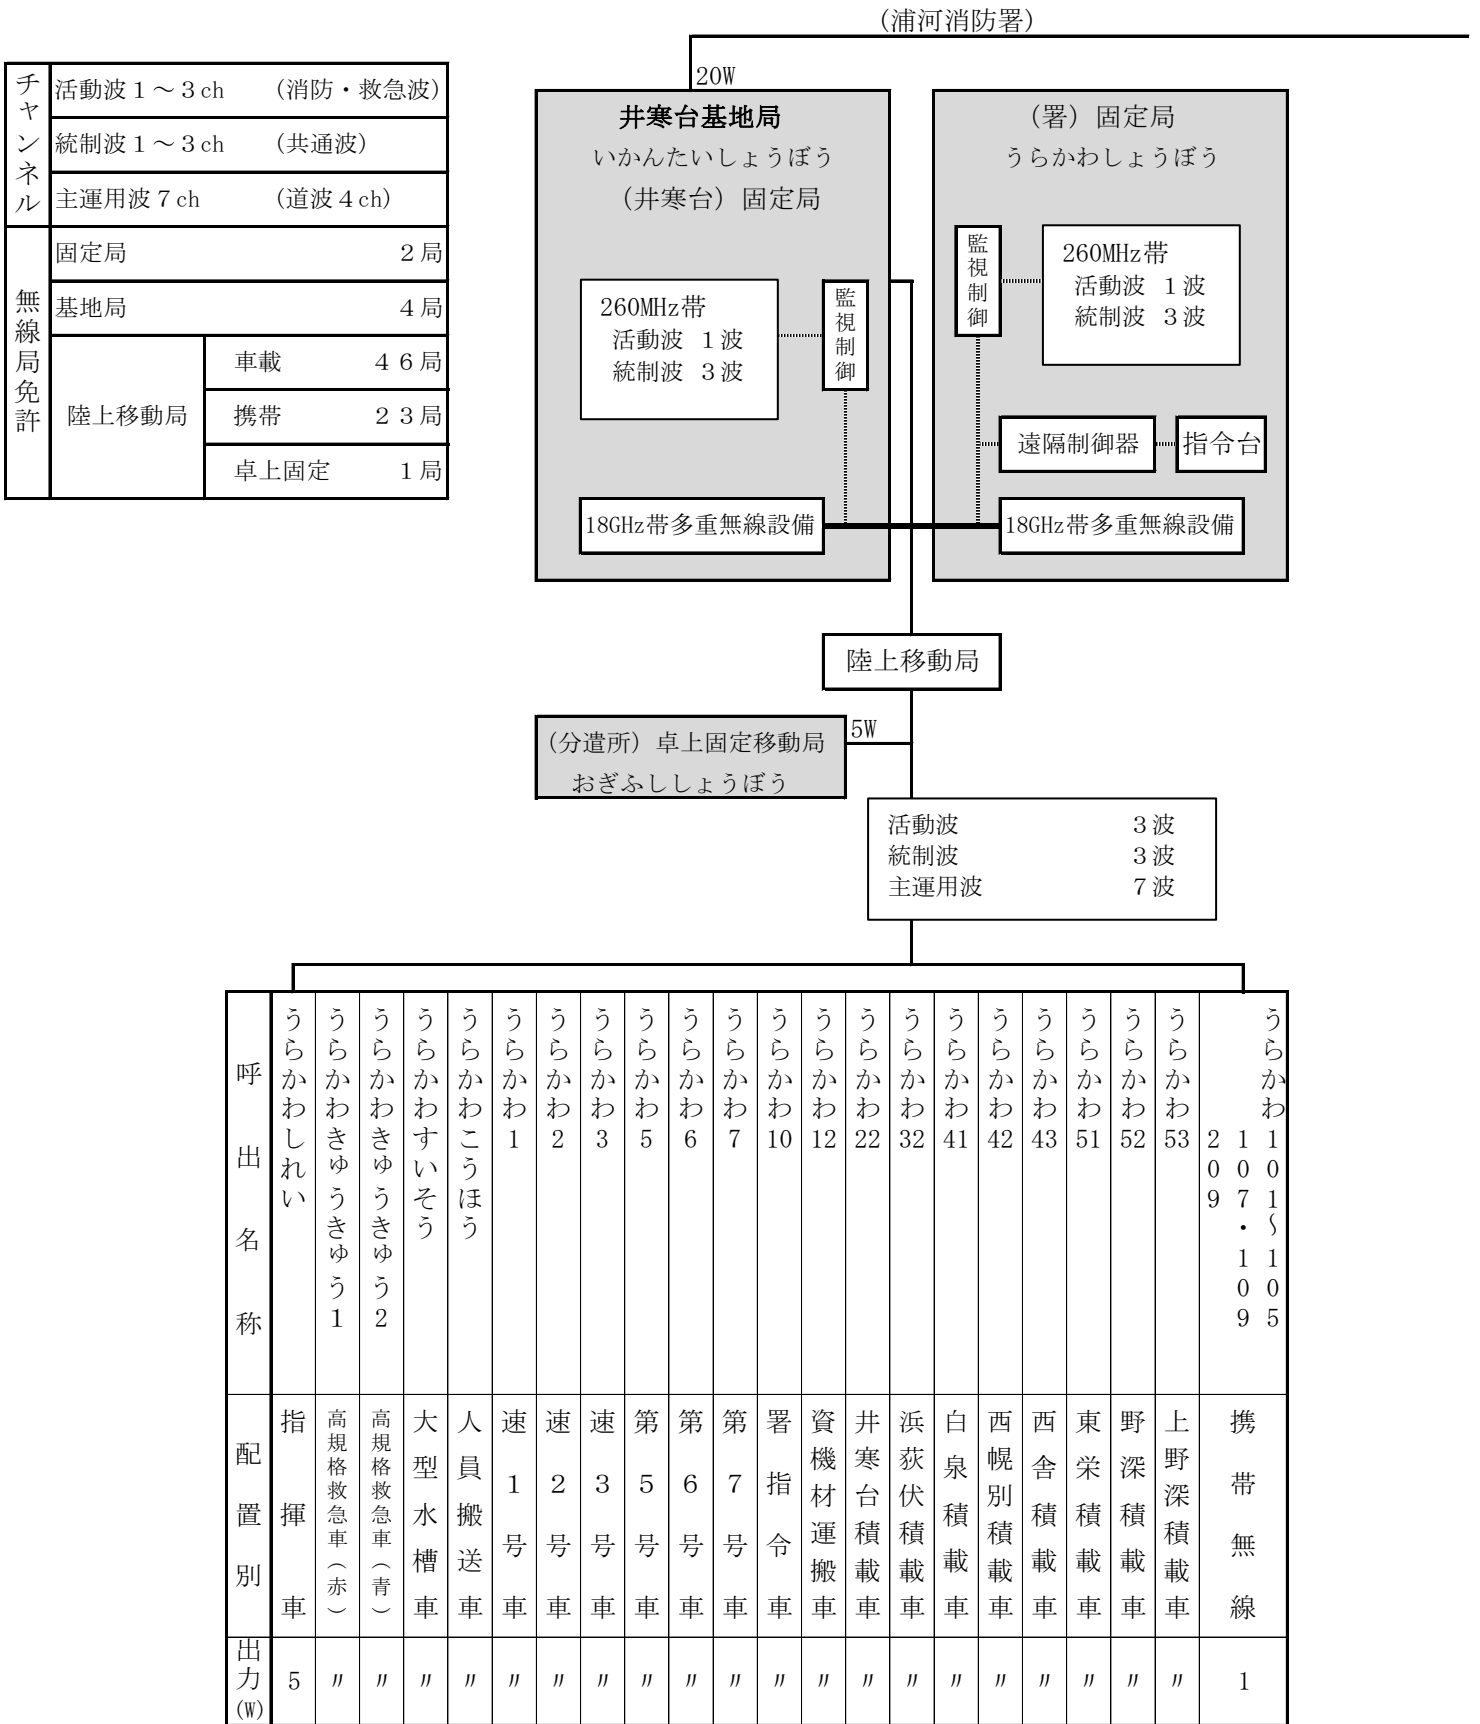 (浦河消防署)
チャンネル
活動波1～3ch (消防・救急波)
統制波1～3ch (共通波)
主運用波7ch (道波4ch)
無線局免許
固定局 2局
基地局 4局
陸上移動局
車載 46局
携帯 23局
卓上固定 1局
20W
井寒台基地局
いかんたいしょうぼう
(井寒台)固定局
260MHz帯
活動波 1波
統制波 3波
監視制御
18GHz帯多重無線設備
(署)固定局
うらかわしょうぼう
監視制御
260MHz帯
活動波 1波
統制波 3波
遠隔制御器
指令台
18GHz帯多重無線設備
陸上移動局
5W
(分遣所)卓上固定移動局
おぎふししょうぼう
活動波 3波
統制波 3波
主運用波 7波
呼出名称
うらかわしれい
うらかわきゅうきゅう1
うらかわきゅうきゅう2
うらかわすいそう
うらかわこうほう
うらかわ1
うらかわ2
うらかわ3
うらかわ5
うらかわ6
うらかわ7
うらかわ10
うらかわ12
うらかわ22
うらかわ32
うらかわ41
うらかわ42
うらかわ43
うらかわ51
うらかわ52
うらかわ53
うらかわ101～105
107・109
209
配置別
指揮車
高規格救急車(赤)
高規格救急車(青)
大型水槽車
人員搬送車
速1号車
速2号車
速3号車
第5号車
第6号車
第7号車
署指令車
資機材運搬車
井寒台積載車
浜荻伏積載車
白泉積載車
西幌別積載車
西舎積載車
東栄積載車
野深積載車
上野深積載車
携帯無線
出力(W)
5 〃 〃 〃 〃 〃 〃 〃 〃 〃 〃 〃 〃 〃 〃 〃 〃 〃 〃 〃 〃 1